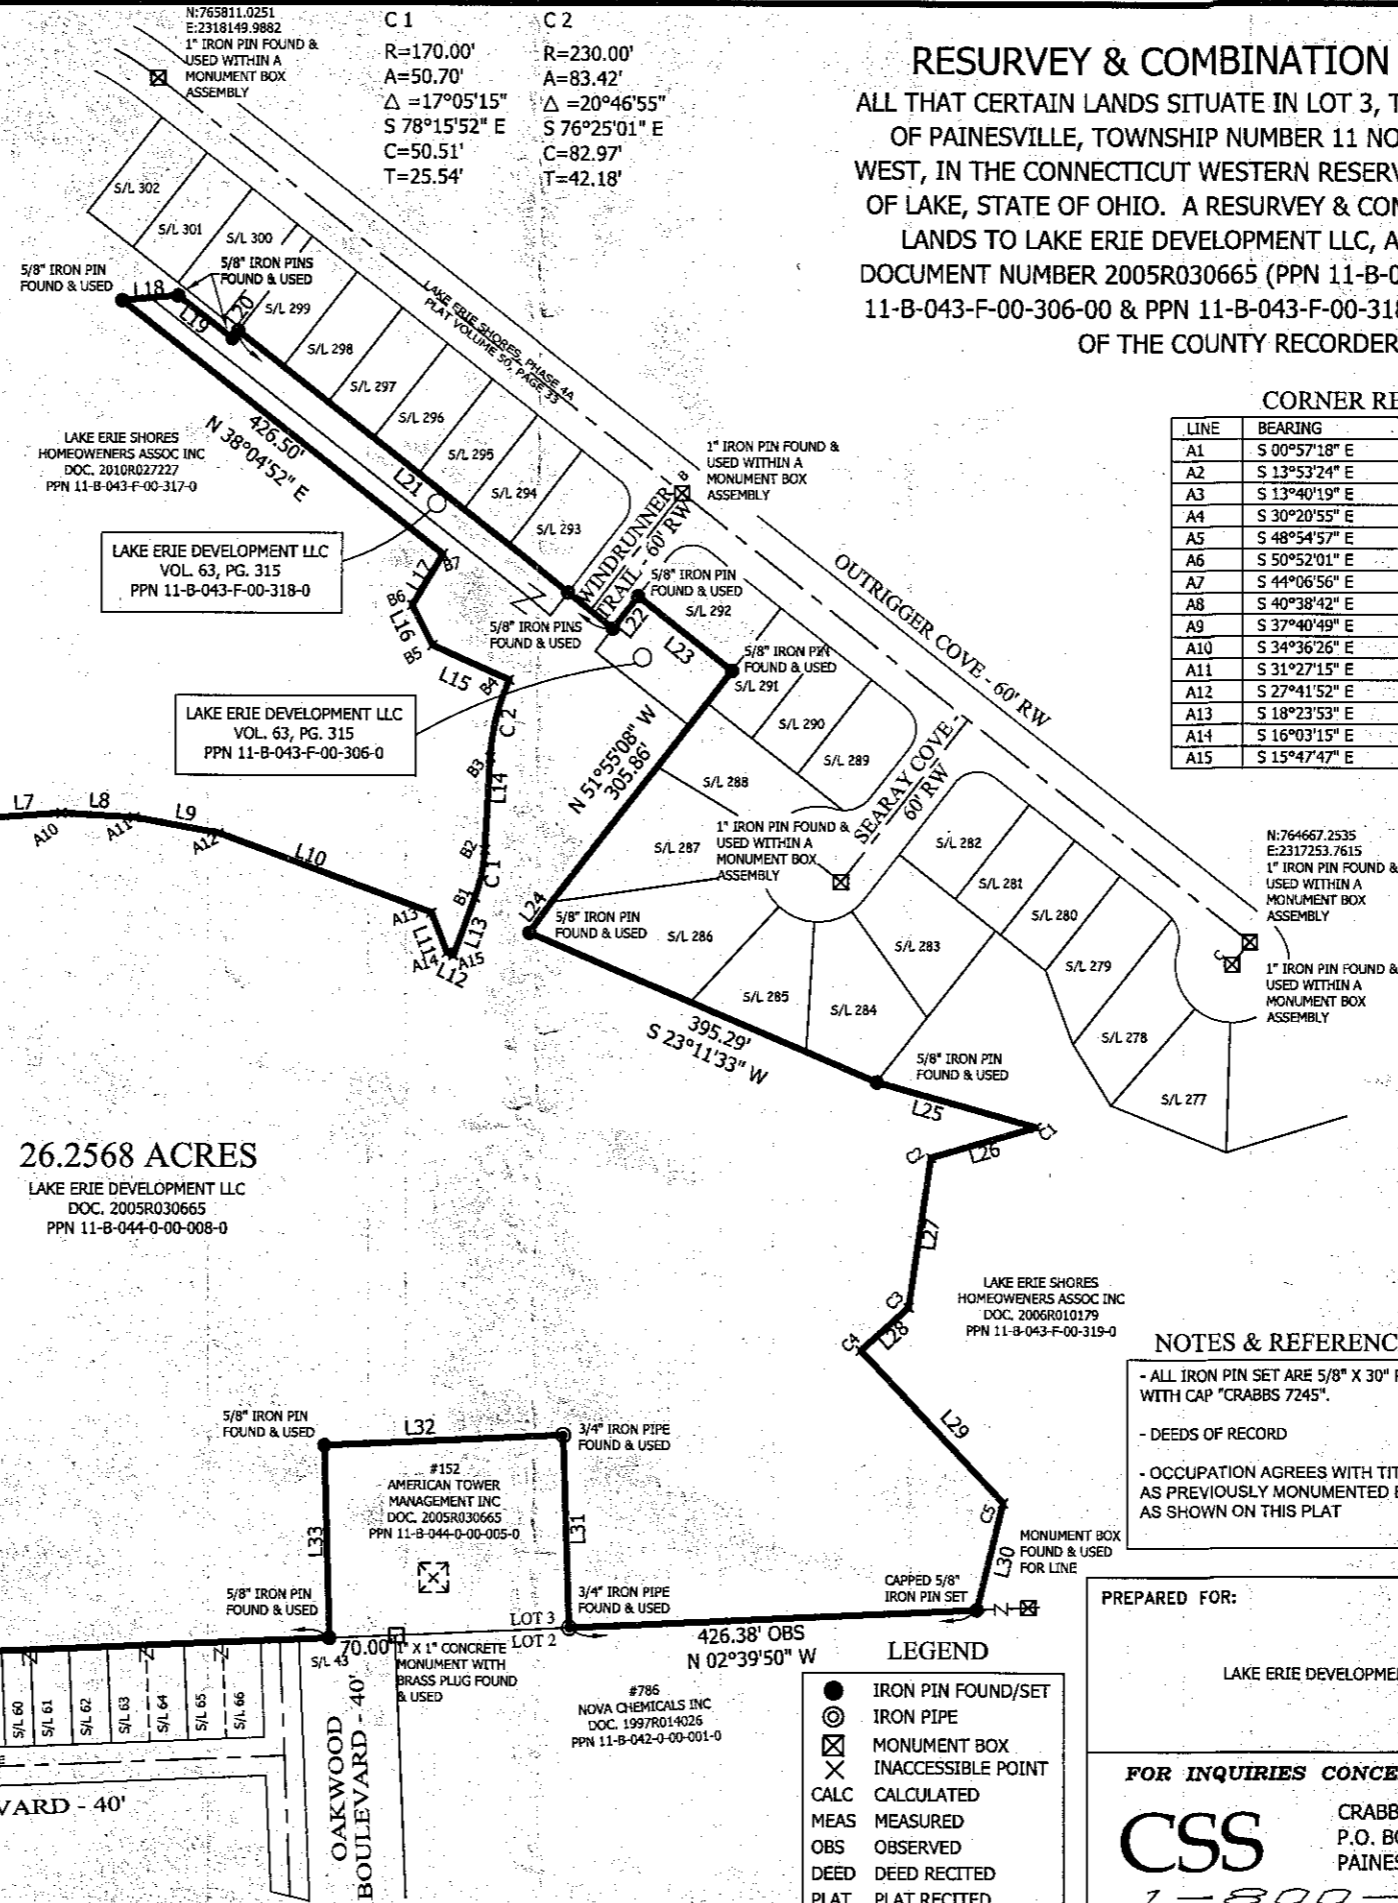 N:765811.0251
E:2318149.9882
1" IRON PIN FOUND &
USED WITHIN A
MONUMENT BOX
ASSEMBLY
C 1
R=170.00'
A=50.70'
Δ =17°05'15"
S 78°15'52" E
C=50.51'
T=25.54'
C 2
R=230.00'
A=83.42'
Δ =20°46'55"
S 76°25'01" E
C=82.97'
T=42.18'
RESURVEY & COMBINATION
ALL THAT CERTAIN LANDS SITUATE IN LOT 3, T
OF PAINESVILLE, TOWNSHIP NUMBER 11 NO
WEST, IN THE CONNECTICUT WESTERN RESERV
OF LAKE, STATE OF OHIO. A RESURVEY & CON
LANDS TO LAKE ERIE DEVELOPMENT LLC, A
DOCUMENT NUMBER 2005R030665 (PPN 11-B-0
11-B-043-F-00-306-00 & PPN 11-B-043-F-00-318
OF THE COUNTY RECORDER
CORNER RE
LINE BEARING
A1 S 00°57'18" E
A2 S 13°53'24" E
A3 S 13°40'19" E
A4 S 30°20'55" E
A5 S 48°54'57" E
A6 S 50°52'01" E
A7 S 44°06'56" E
A8 S 40°38'42" E
A9 S 37°40'49" E
A10 S 34°36'26" E
A11 S 31°27'15" E
A12 S 27°41'52" E
A13 S 18°23'53" E
A14 S 16°03'15" E
A15 S 15°47'47" E
S/L 302
S/L 301
S/L 300
5/8" IRON PINS
FOUND & USED
5/8" IRON PIN
FOUND & USED
L18
L19
L20
S/L 299
S/L 298
S/L 297
S/L 296
S/L 295
S/L 294
S/L 293
LAKE ERIE SHORES, PHASE 4A
PLAT VOLUME 50, PAGE 33
426.50'
N 38°04'52" E
L21
LAKE ERIE SHORES
HOMEOWENERS ASSOC INC
DOC. 2010R027227
PPN 11-B-043-F-00-317-0
LAKE ERIE DEVELOPMENT LLC
VOL. 63, PG. 315
PPN 11-B-043-F-00-318-0
1" IRON PIN FOUND &
USED WITHIN A
MONUMENT BOX
ASSEMBLY
B
WINDRUNNER
TRAIL - 60' RW
OUTRIGGER COVE - 60' RW
5/8" IRON PIN
FOUND & USED
S/L 292
5/8" IRON PINS
FOUND & USED
L22
L23
5/8" IRON PIN
FOUND & USED
S/L 291
S/L 290
S/L 289
S/L 288
B7
L17
B6
L16
B5
L15
B4
C 2
B3
L14
B2
C 1
B1
L13
LAKE ERIE DEVELOPMENT LLC
VOL. 63, PG. 315
PPN 11-B-043-F-00-306-0
N 51°55'08" W
305.86'
SEARAY COVE -
60' RW
1" IRON PIN FOUND &
USED WITHIN A
MONUMENT BOX
ASSEMBLY
S/L 287
S/L 286
S/L 285
S/L 284
S/L 283
S/L 282
S/L 281
S/L 280
S/L 279
S/L 278
S/L 277
N:764667.2535
E:2317253.7615
1" IRON PIN FOUND &
USED WITHIN A
MONUMENT BOX
ASSEMBLY
C
1" IRON PIN FOUND &
USED WITHIN A
MONUMENT BOX
ASSEMBLY
L7
A10
L8
A11
L9
A12
L10
A13
L11
A14
L12
A15
L24
5/8" IRON PIN
FOUND & USED
395.29'
S 23°11'33" W
5/8" IRON PIN
FOUND & USED
L25
C1
L26
C2
L27
C3
L28
C4
L29
C5
L30
26.2568 ACRES
LAKE ERIE DEVELOPMENT LLC
DOC. 2005R030665
PPN 11-B-044-0-00-008-0
LAKE ERIE SHORES
HOMEOWENERS ASSOC INC
DOC. 2006R010179
PPN 11-B-043-F-00-319-0
NOTES & REFERENC
- ALL IRON PIN SET ARE 5/8" X 30"
WITH CAP "CRABBS 7245".
- DEEDS OF RECORD
- OCCUPATION AGREES WITH TIT
AS PREVIOUSLY MONUMENTED
AS SHOWN ON THIS PLAT
5/8" IRON PIN
FOUND & USED
L32
3/4" IRON PIPE
FOUND & USED
#152
AMERICAN TOWER
MANAGEMENT INC
DOC. 2005R030665
PPN 11-B-044-0-00-005-0
L33
L31
5/8" IRON PIN
FOUND & USED
3/4" IRON PIPE
FOUND & USED
LOT 3
LOT 2
CAPPED 5/8"
IRON PIN SET
MONUMENT BOX
FOUND & USED
FOR LINE
426.38' OBS
N 02°39'50" W
70.00'
1" X 1" CONCRETE
MONUMENT WITH
BRASS PLUG FOUND
& USED
S/L 43
S/L 60
S/L 61
S/L 62
S/L 63
S/L 64
S/L 65
S/L 66
VARD - 40'
OAKWOOD
BOULEVARD - 40'
#786
NOVA CHEMICALS INC
DOC. 1997R014026
PPN 11-B-042-0-00-001-0
LEGEND
IRON PIN FOUND/SET
IRON PIPE
MONUMENT BOX
INACCESSIBLE POINT
CALC CALCULATED
MEAS MEASURED
OBS OBSERVED
DEED DEED RECITED
PLAT PLAT RECITED
PREPARED FOR:
LAKE ERIE DEVELOPME
FOR INQUIRIES CONCE
CSS
CRABB
P.O. BO
PAINES